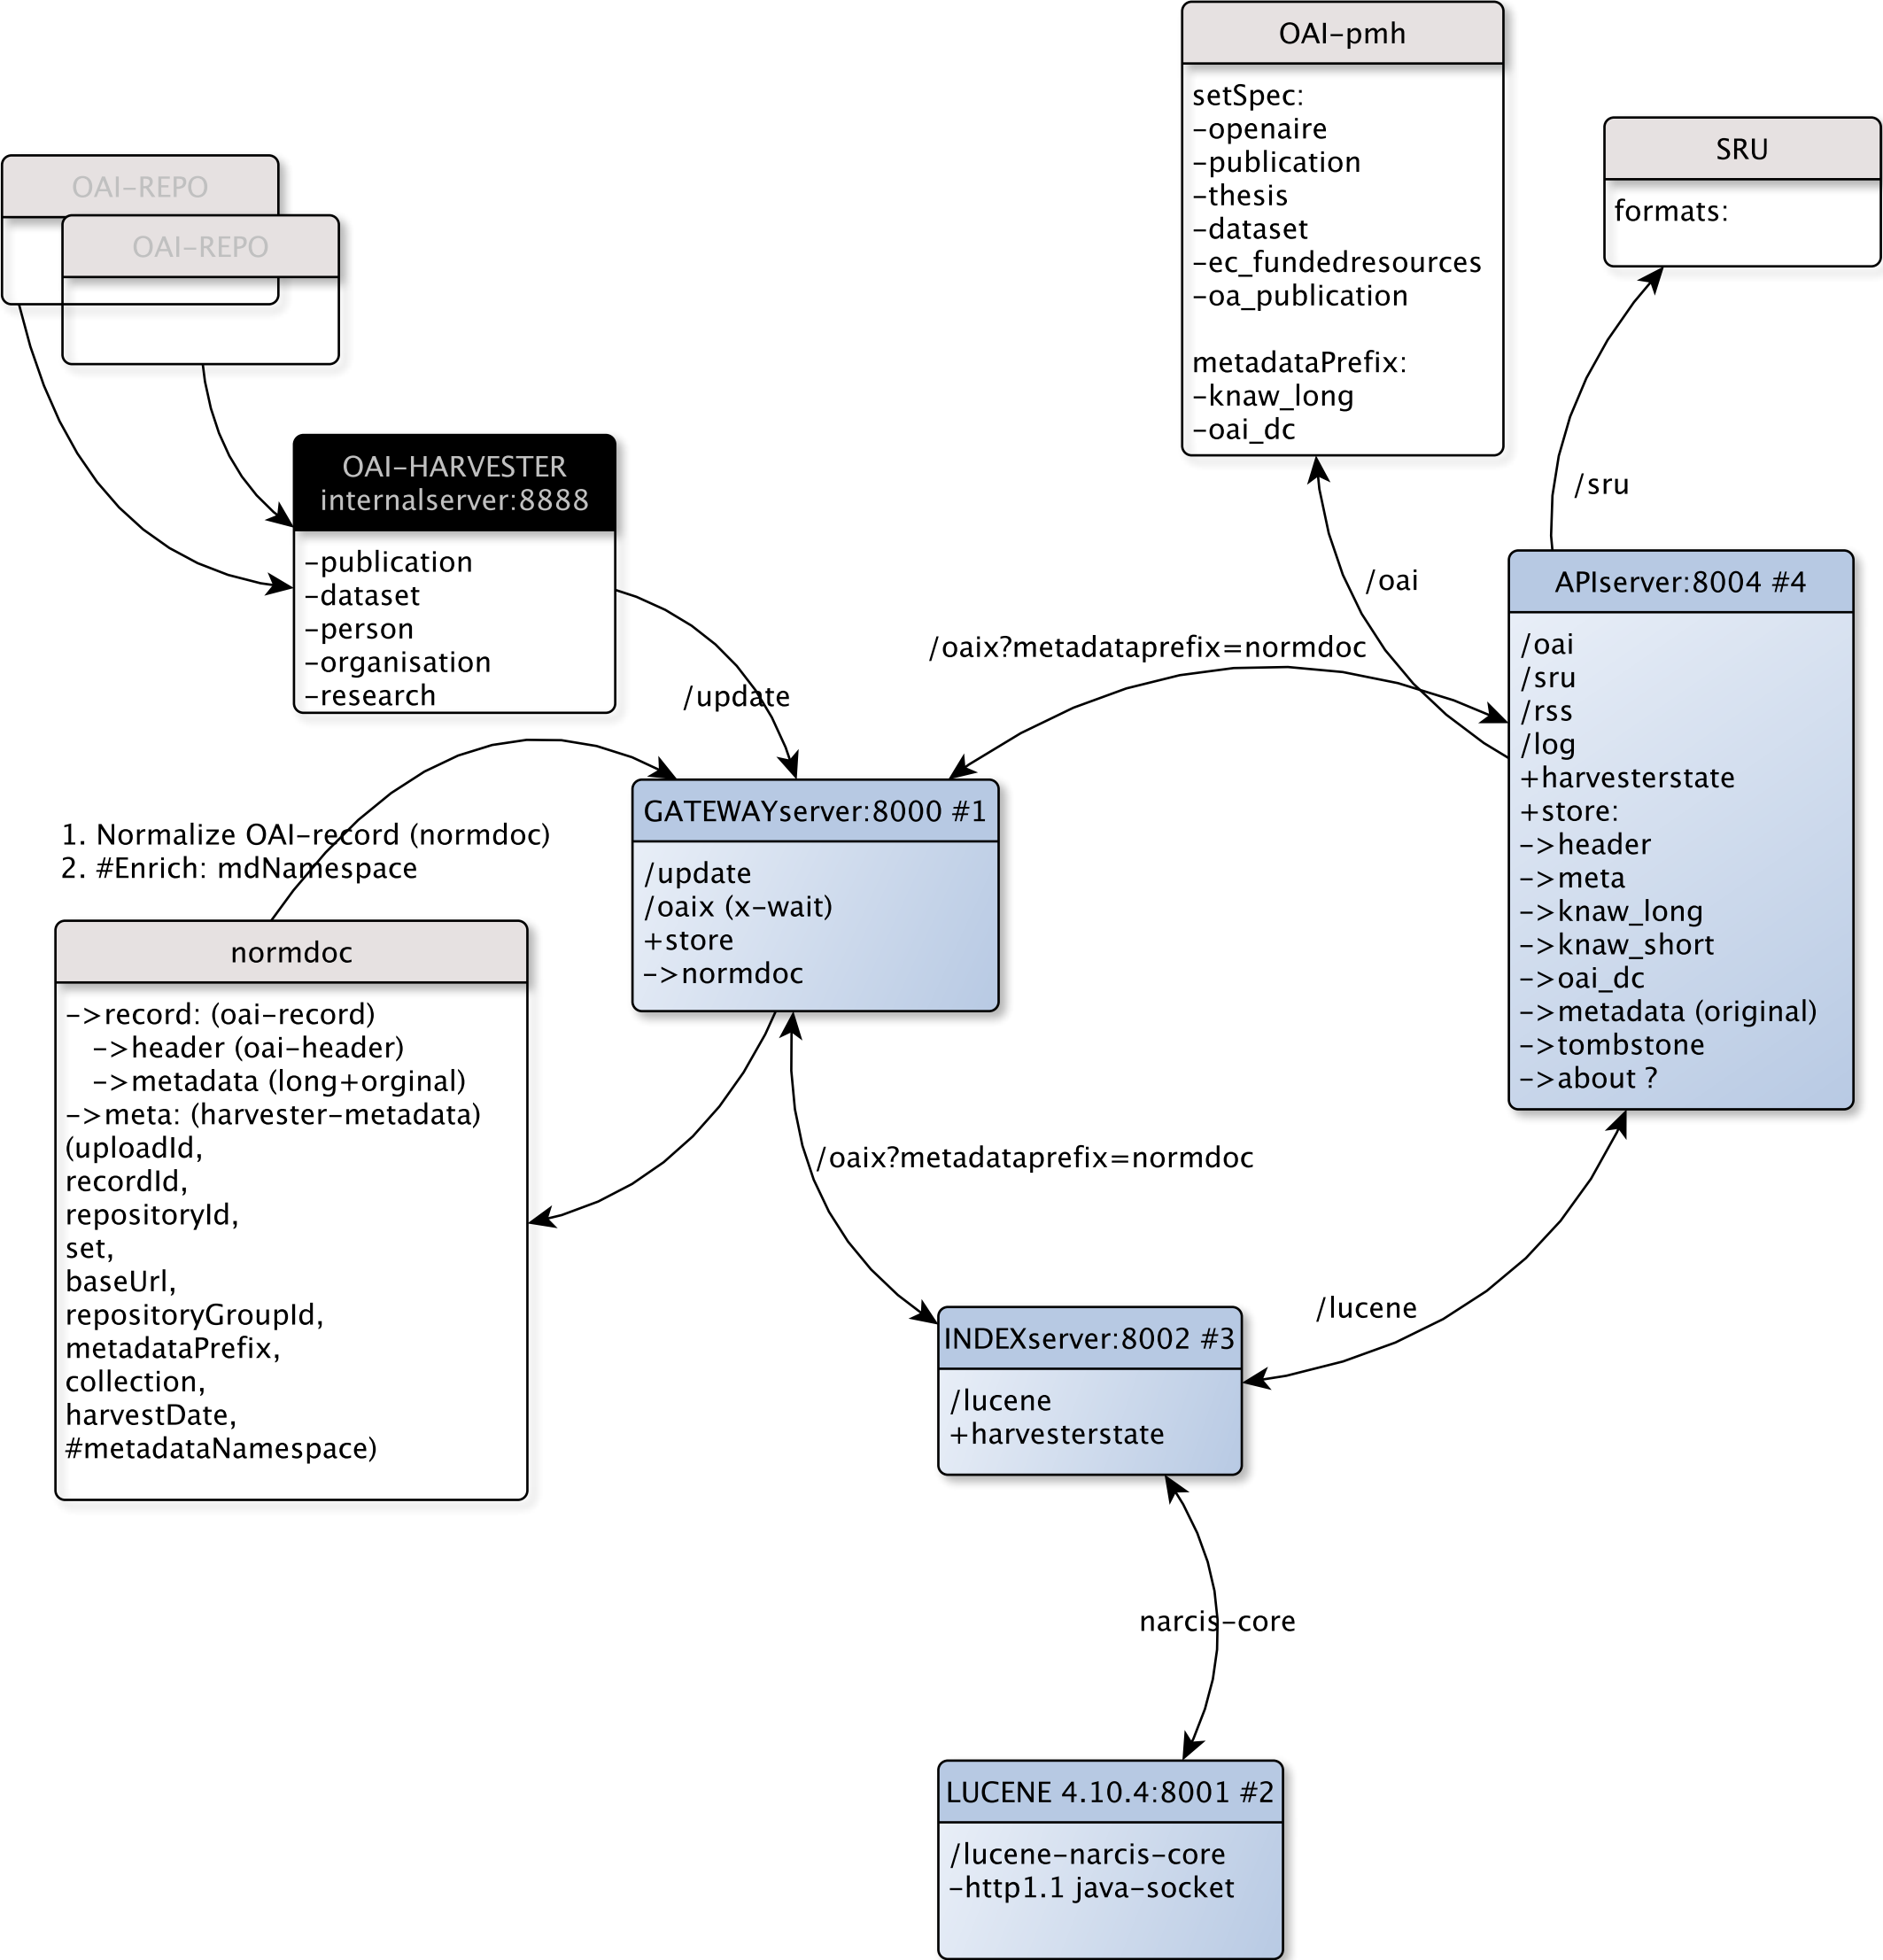 OAI-pmh
setSpec:
-openaire
-publication
-thesis
-dataset
-ec_fundedresources
-oa_publication
metadataPrefix:
-knaw_long
-oai_dc
SRU
formats:
OAI-REPO
OAI-REPO
OAI-HARVESTER
internalserver:8888
-publication
-dataset
-person
-organisation
-research
/sru
/oai
/oaix?metadataprefix=normdoc
/update
APIserver:8004 #4
/oai
/sru
/rss
/log
+harvesterstate
+store:
->header
->meta
->knaw_long
->knaw_short
->oai_dc
->metadata (original)
->tombstone
->about ?
GATEWAYserver:8000 #1
/update
/oaix (x-wait)
+store
->normdoc
1. Normalize OAI-record (normdoc)
2. #Enrich: mdNamespace
normdoc
->record: (oai-record)
->header (oai-header)
->metadata (long+orginal)
->meta: (harvester-metadata)
(uploadId,
recordId,
repositoryId,
set,
baseUrl,
repositoryGroupId,
metadataPrefix,
collection,
harvestDate,
#metadataNamespace)
/oaix?metadataprefix=normdoc
/lucene
INDEXserver:8002 #3
/lucene
+harvesterstate
narcis-core
LUCENE 4.10.4:8001 #2
/lucene-narcis-core
-http1.1 java-socket